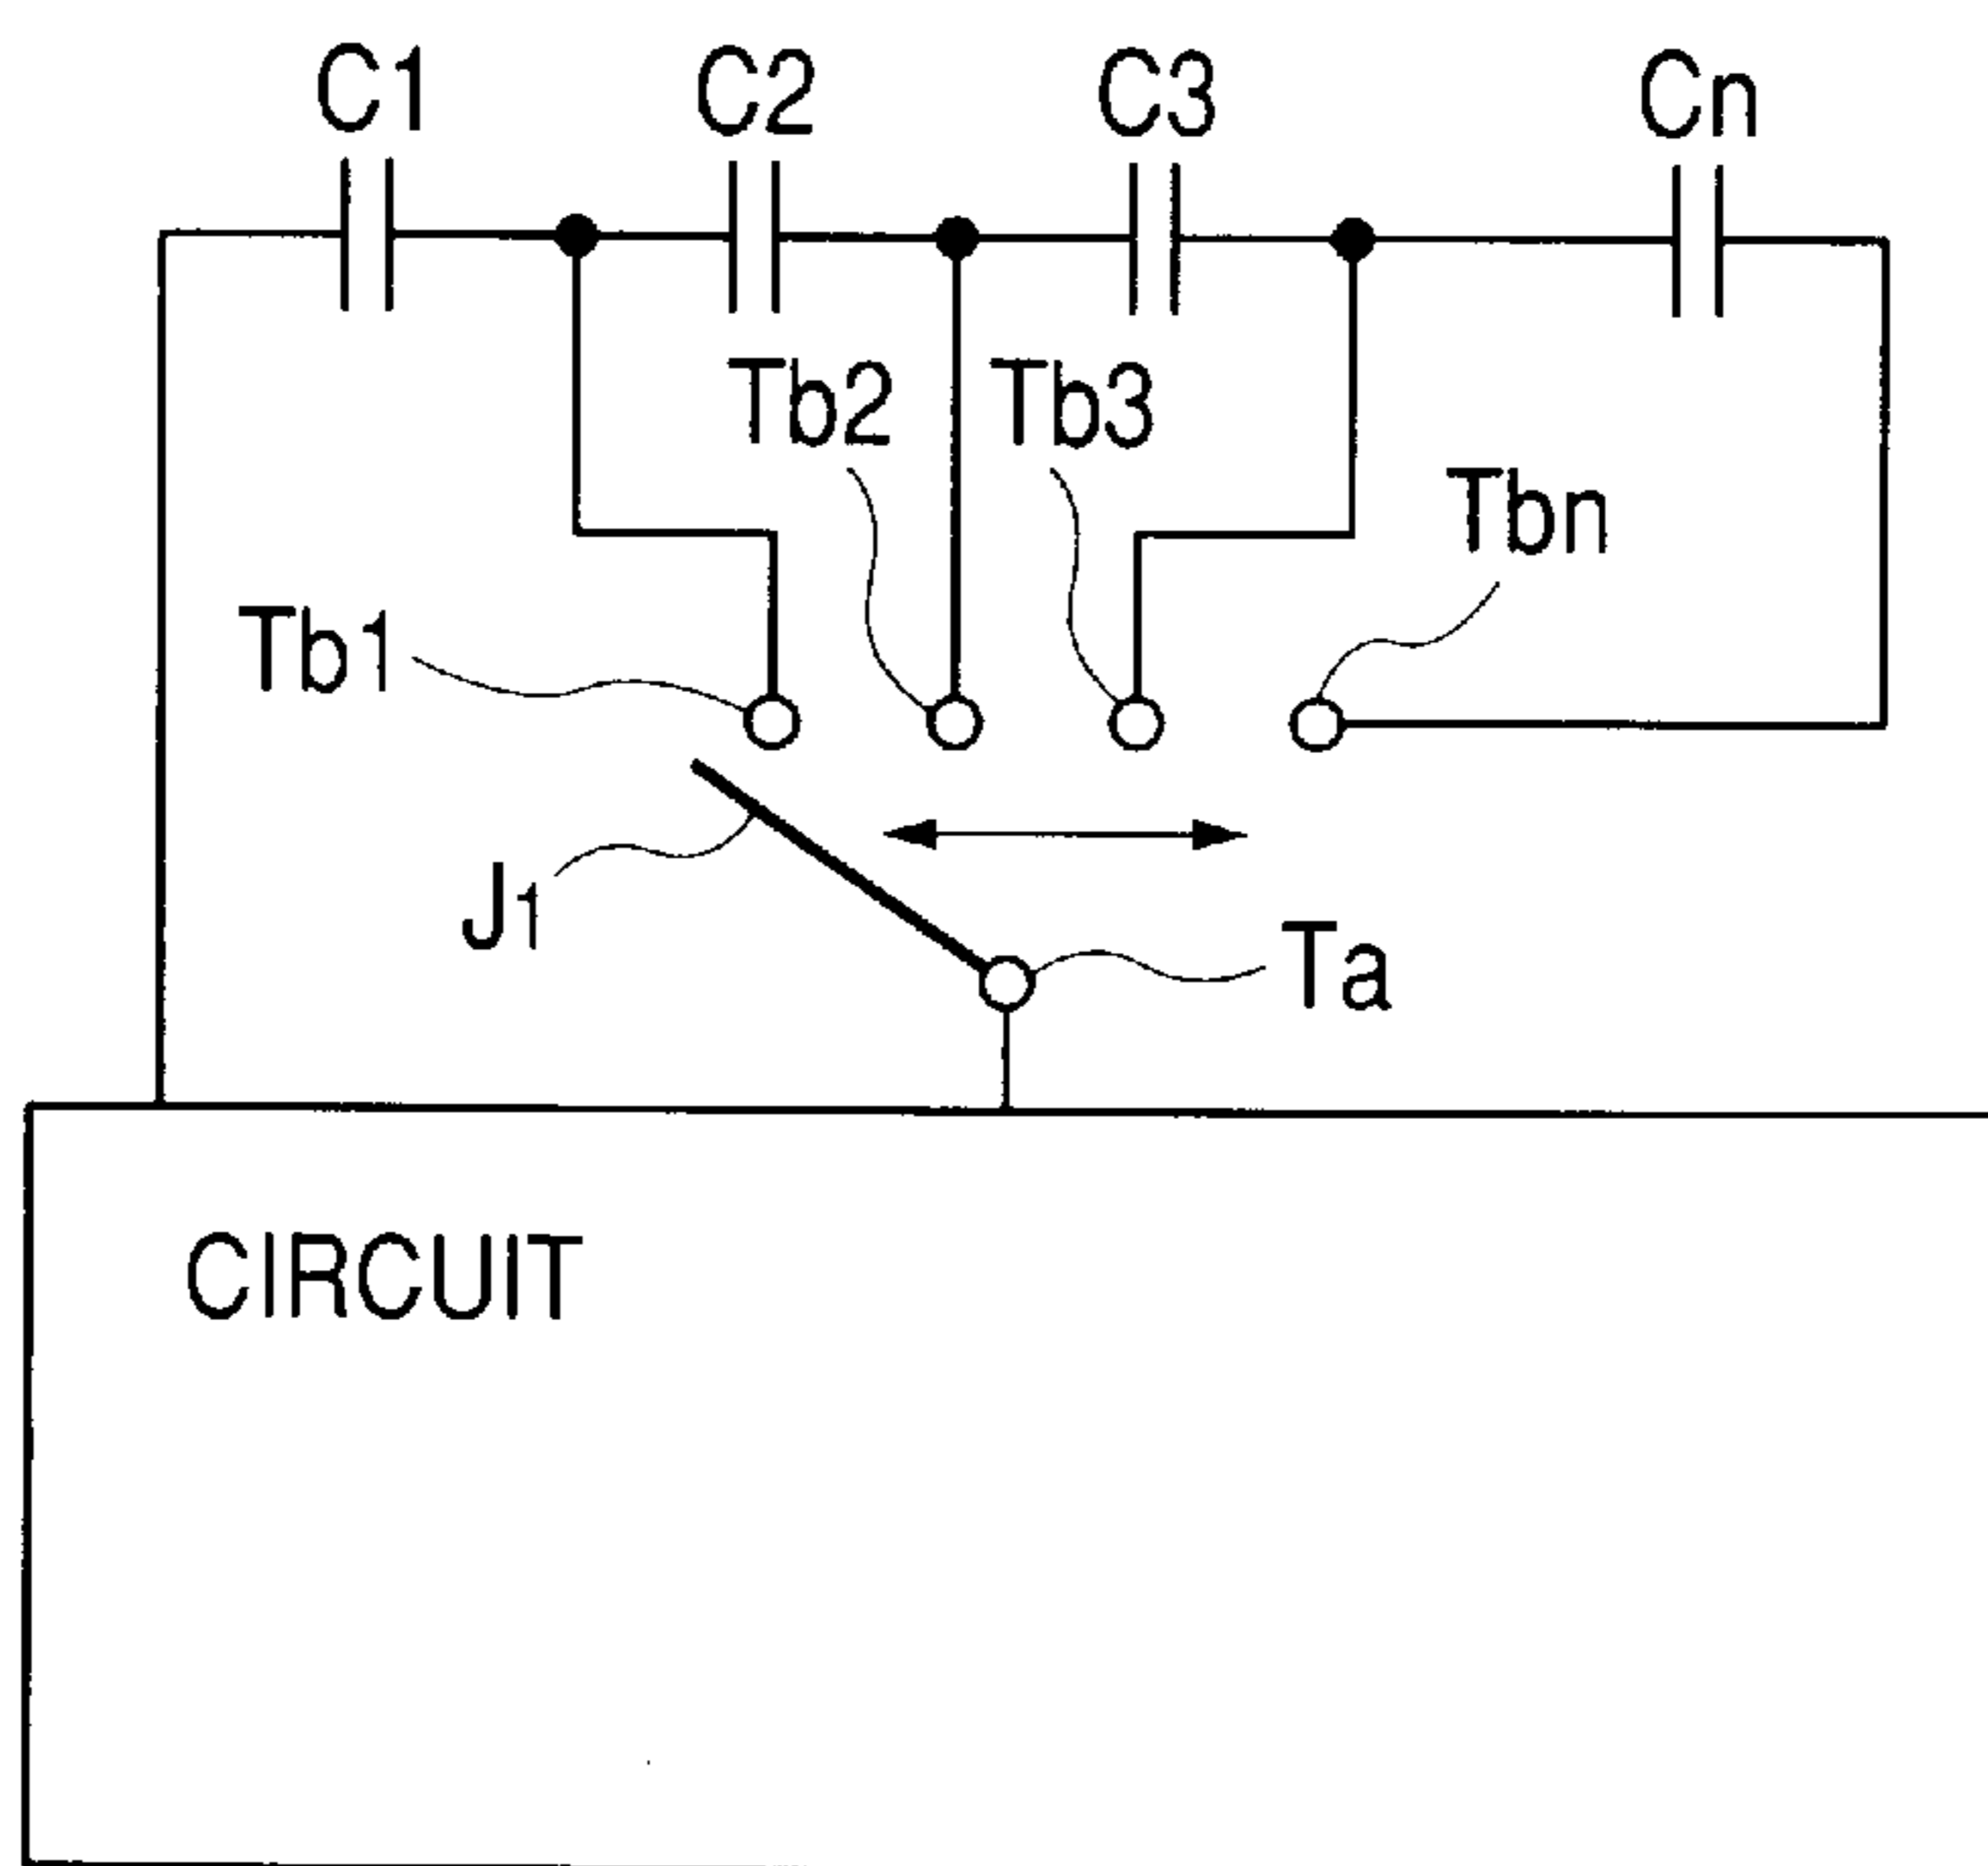 C1 C2 C3 Cn
Tb2 Tb3
Tbn
Tb1
J1
Ta
CIRCUIT